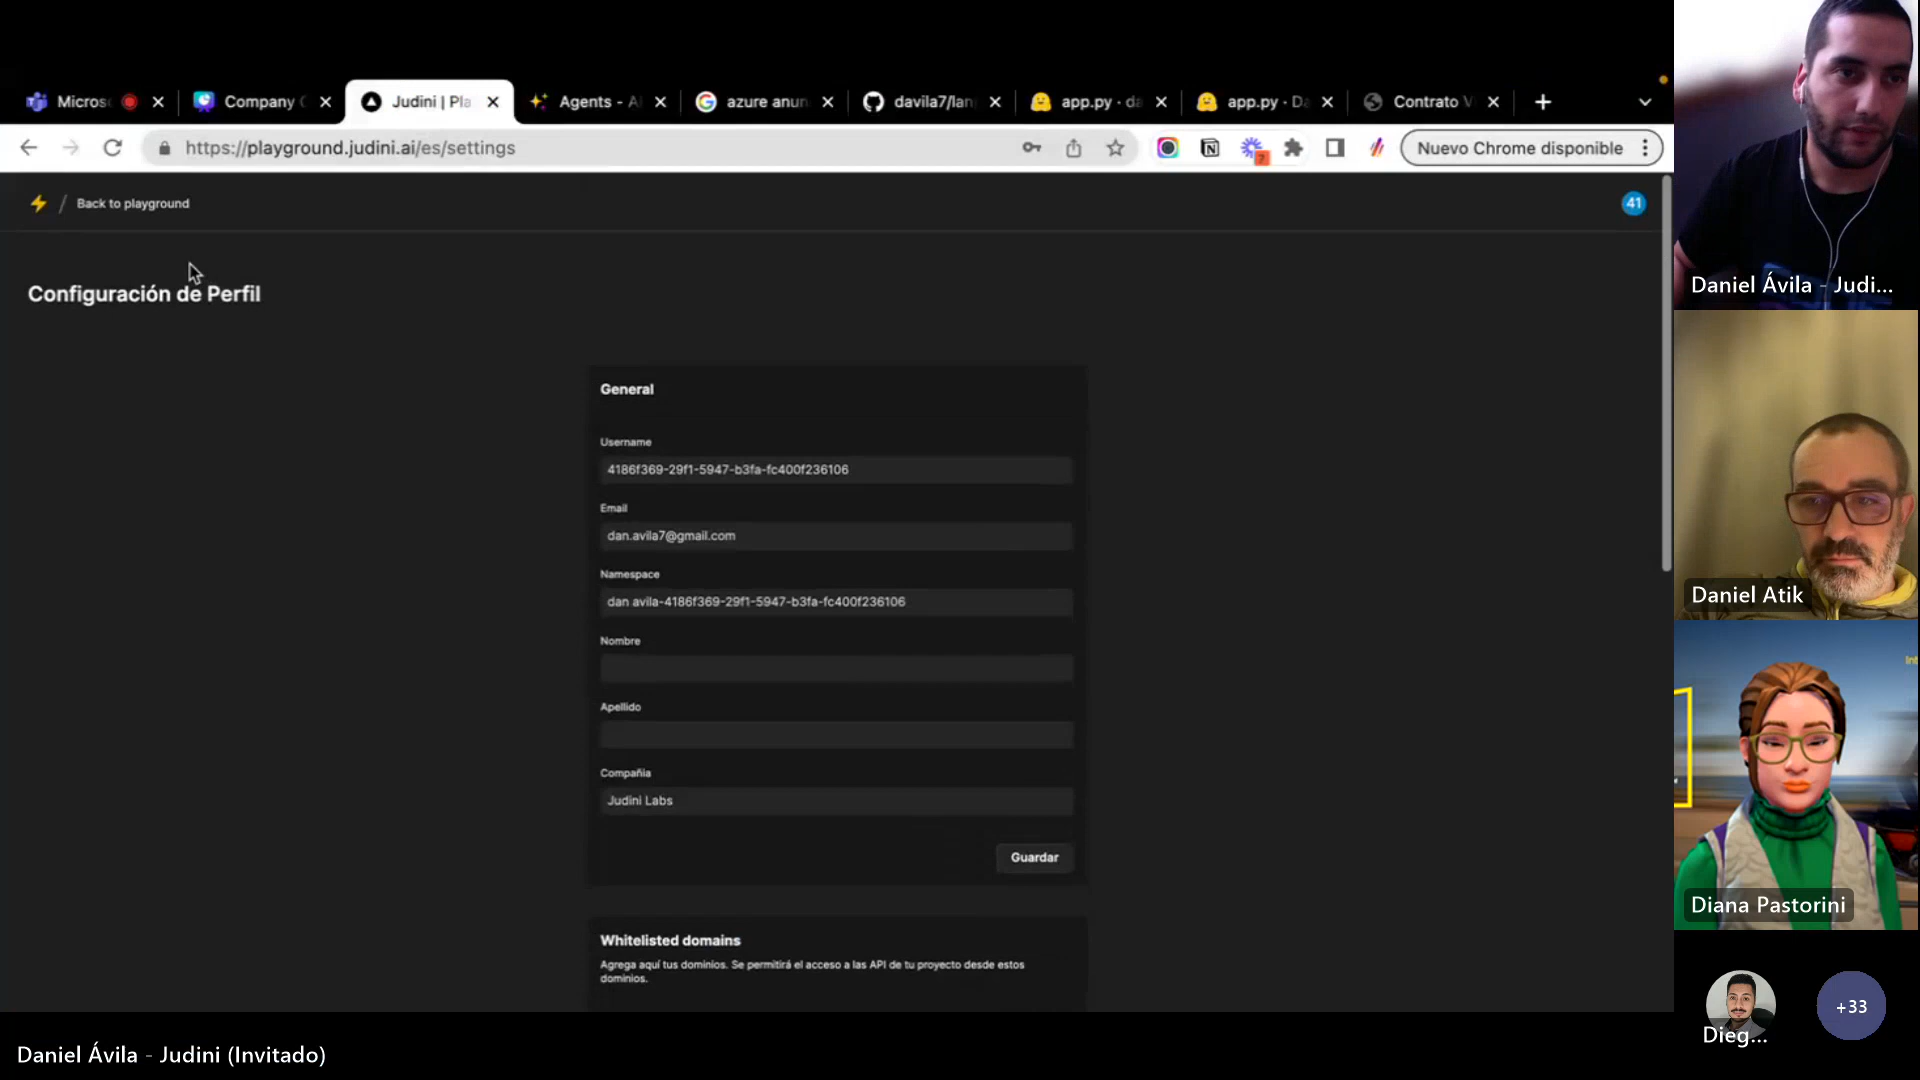 Micros
Company
Judini | Pla
Agents - A
azure anun
davila7/lan
app.py · da
app.py · Da
Contrato V
https://playground.judini.ai/es/settings
7
Nuevo Chrome disponible
/ Back to playground
41
Configuración de Perfil
General
Username
4186f369-29f1-5947-b3fa-fc400f236106
Email
dan.avila7@gmail.com
Namespace
dan avila-4186f369-29f1-5947-b3fa-fc400f236106
Nombre
Apellido
Compañia
Judini Labs
Guardar
Whitelisted domains
Agrega aquí tus dominios. Se permitirá el acceso a las API de tu proyecto desde estos
dominios.
Daniel Ávila - Judi...
Daniel Atik
Int
Diana Pastorini
Dieg...
+33
Daniel Ávila - Judini (Invitado)